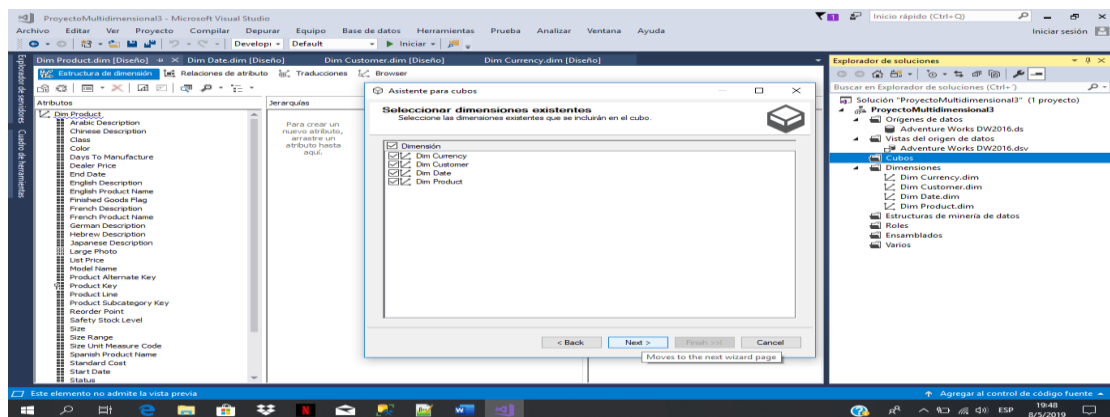 ProyectoMultidimensional3 - Microsoft Visual Studio
Inicio rápido (Ctrl+Q)
Archivo Editar Ver Proyecto Compilar Depurar Equipo Base de datos Herramientas Prueba Analizar Ventana Ayuda
Iniciar sesión
Develop Default Iniciar
Explorador de servidores
Cuadro de herramientas
Dim Product.dim [Diseño] Dim Date.dim [Diseño] Dim Customer.dim [Diseño] Dim Currency.dim [Diseño]
Estructura de dimensión Relaciones de atributo Traducciones Browser
Atributos
Dim Product
Arabic Description
Chinese Description
Class
Color
Days To Manufacture
Dealer Price
End Date
English Description
English Product Name
Finished Goods Flag
French Description
French Product Name
German Description
Hebrew Description
Japanese Description
Large Photo
List Price
Model Name
Product Alternate Key
Product Key
Product Line
Product Subcategory Key
Reorder Point
Safety Stock Level
Size
Size Range
Size Unit Measure Code
Spanish Product Name
Standard Cost
Start Date
Status
Jerarquías
Para crear un
nuevo atributo,
arrastre un
atributo hasta
aquí.
Asistente para cubos
Seleccionar dimensiones existentes
Seleccione las dimensiones existentes que se incluirán en el cubo.
Dimensión
Dim Currency
Dim Customer
Dim Date
Dim Product
< Back Next > Finish >>| Cancel
Moves to the next wizard page
Explorador de soluciones
Buscar en Explorador de soluciones (Ctrl+')
Solución "ProyectoMultidimensional3" (1 proyecto)
ProyectoMultidimensional3
Orígenes de datos
Adventure Works DW2016.ds
Vistas del origen de datos
Adventure Works DW2016.dsv
Cubos
Dimensiones
Dim Currency.dim
Dim Customer.dim
Dim Date.dim
Dim Product.dim
Estructuras de minería de datos
Roles
Ensamblados
Varios
Este elemento no admite la vista previa
Agregar al control de código fuente
ESP
19:48
8/5/2019